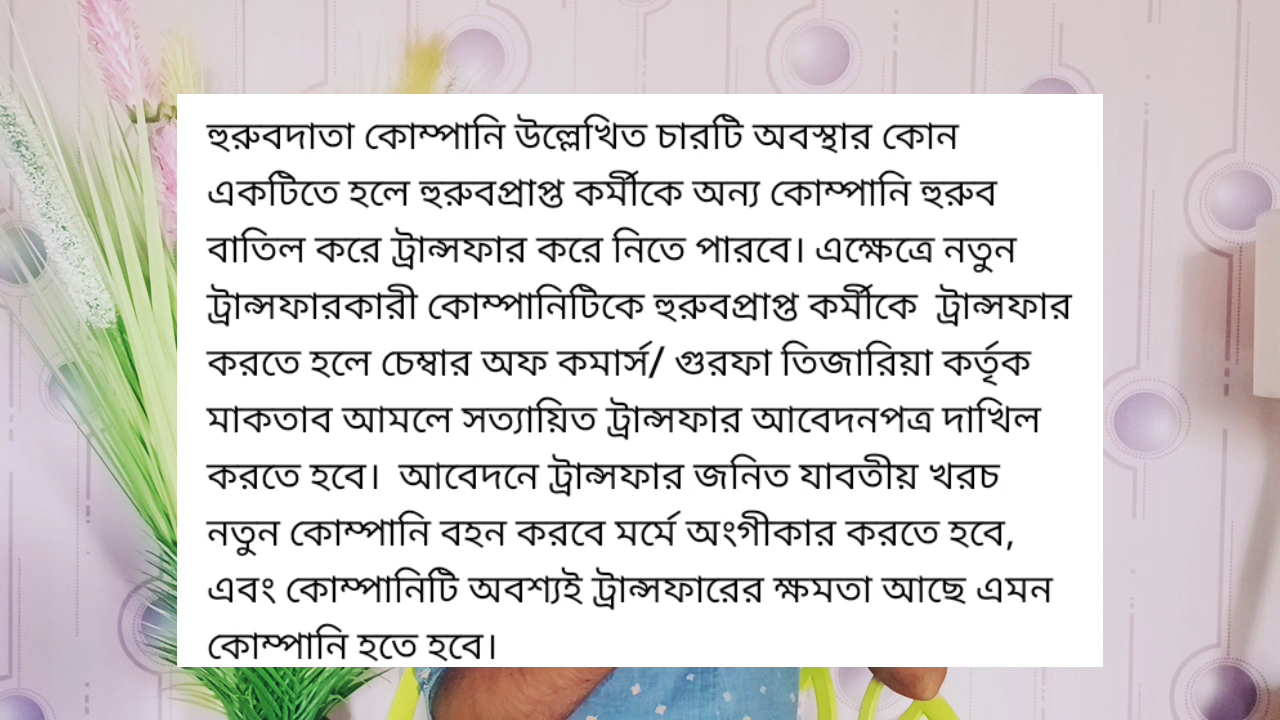 হুরুবদাতা কোম্পানি উল্লেখিত চারটি অবস্থার কোন
একটিতে হলে হুরুবপ্রাপ্ত কর্মীকে অন্য কোম্পানি হুরুব
বাতিল করে ট্রান্সফার করে নিতে পারবে। এক্ষেত্রে নতুন
ট্রান্সফারকারী কোম্পানিটিকে হুরুবপ্রাপ্ত কর্মীকে ট্রান্সফার
করতে হলে চেম্বার অফ কমার্স/ গুরফা তিজারিয়া কর্তৃক
মাকতাব আমলে সত্যায়িত ট্রান্সফার আবেদনপত্র দাখিল
করতে হবে। আবেদনে ট্রান্সফার জনিত যাবতীয় খরচ
নতুন কোম্পানি বহন করবে মর্মে অংগীকার করতে হবে,
এবং কোম্পানিটি অবশ্যই ট্রান্সফারের ক্ষমতা আছে এমন
কোম্পানি হতে হবে।